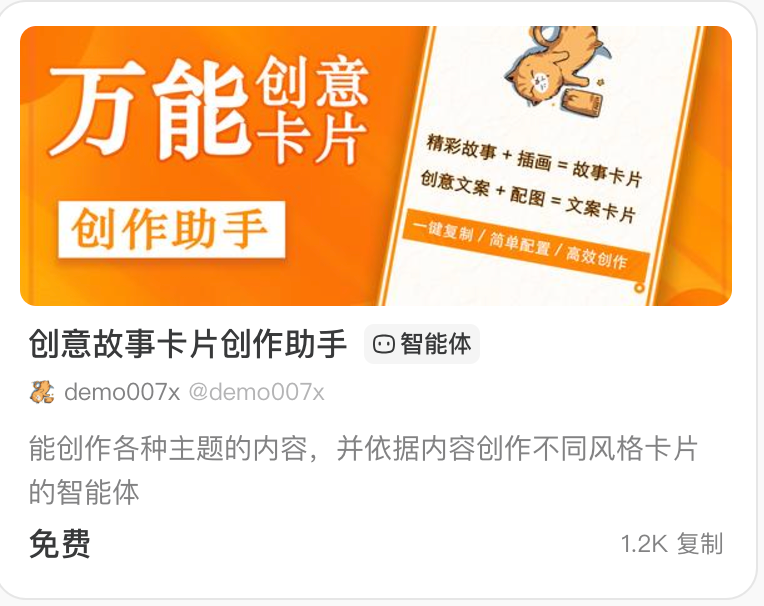 万能创意卡片
创作助手
精彩故事 + 插画 = 故事卡片
创意文案 + 配图 = 文案卡片
一键复制 / 简单配置 / 高效创作
创意故事卡片创作助手 智能体
demo007x @demo007x
能创作各种主题的内容，并依据内容创作不同风格卡片
的智能体
免费 1.2K 复制